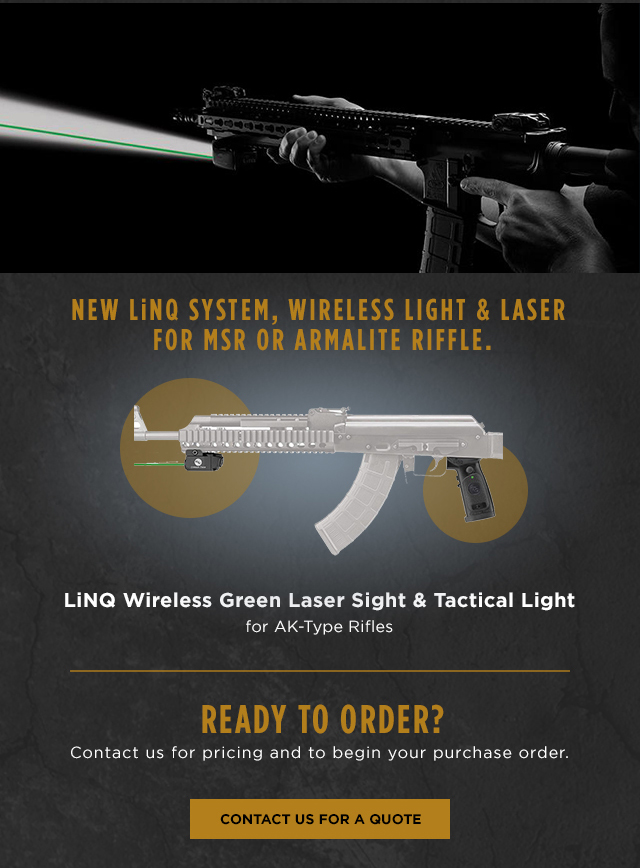 NEW LiNQ SYSTEM, WIRELESS LIGHT & LASER
FOR MSR OR ARMALITE RIFFLE.
LiNQ Wireless Green Laser Sight & Tactical Light
for AK-Type Rifles
READY TO ORDER?
Contact us for pricing and to begin your purchase order.
CONTACT US FOR A QUOTE